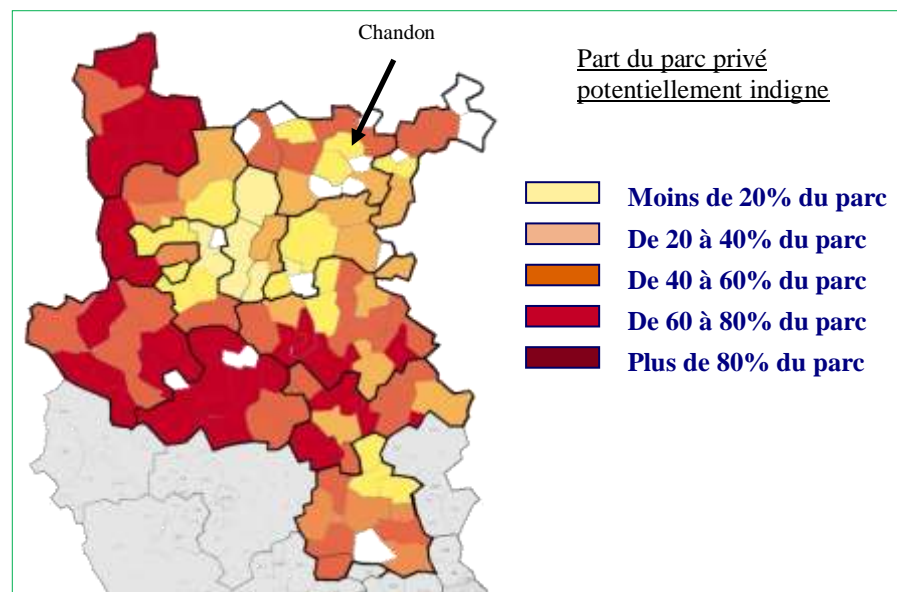 Chandon
Part du parc privé
potentiellement indigne
Moins de 20% du parc
De 20 à 40% du parc
De 40 à 60% du parc
De 60 à 80% du parc
Plus de 80% du parc